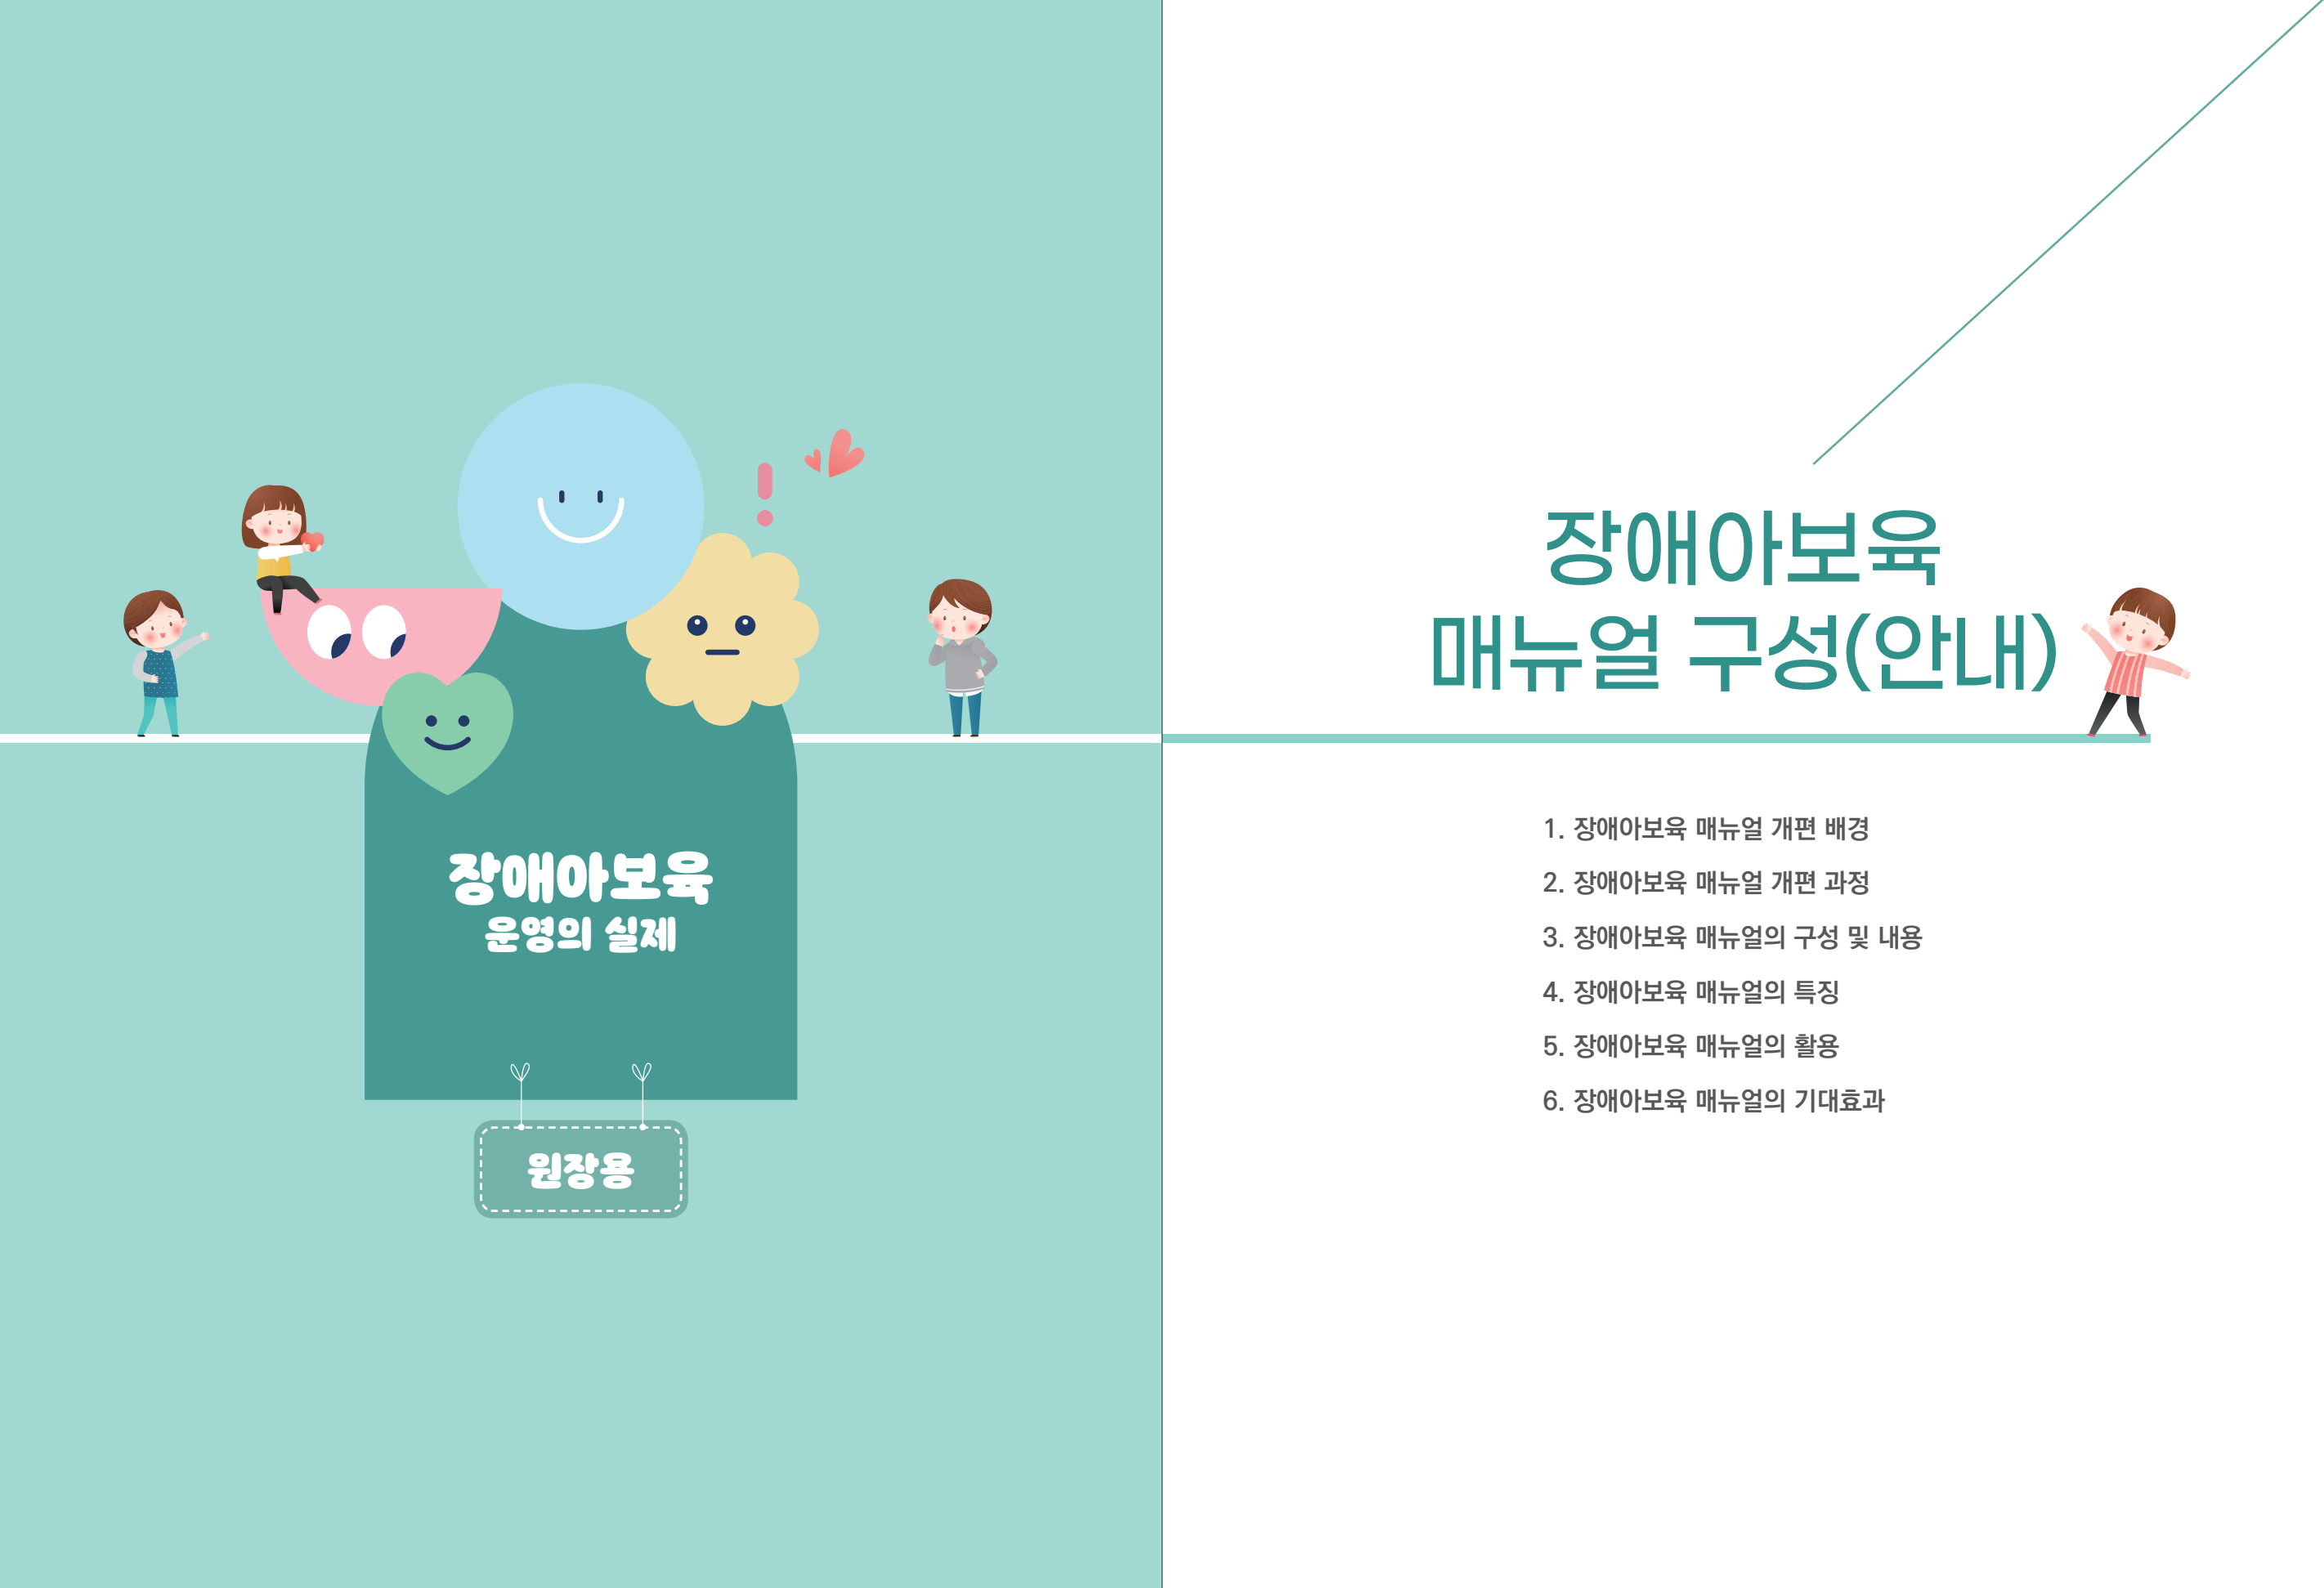 장애아보육
운영의 실제
원장용
장애아보육
매뉴얼 구성(안내)
1. 장애아보육 매뉴얼 개편 배경
2. 장애아보육 매뉴얼 개편 과정
3. 장애아보육 매뉴얼의 구성 및 내용
4. 장애아보육 매뉴얼의 특징
5. 장애아보육 매뉴얼의 활용
6. 장애아보육 매뉴얼의 기대효과